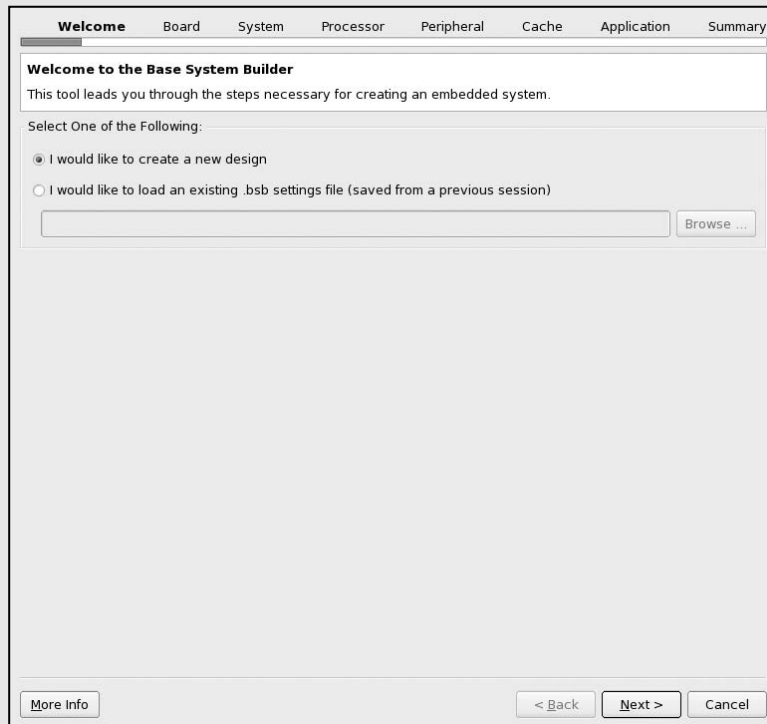 Welcome Board System Processor Peripheral Cache Application Summary
Welcome to the Base System Builder
This tool leads you through the steps necessary for creating an embedded system.
Select One of the Following:
I would like to create a new design
I would like to load an existing .bsb settings file (saved from a previous session)
Browse ...
More Info < Back Next > Cancel